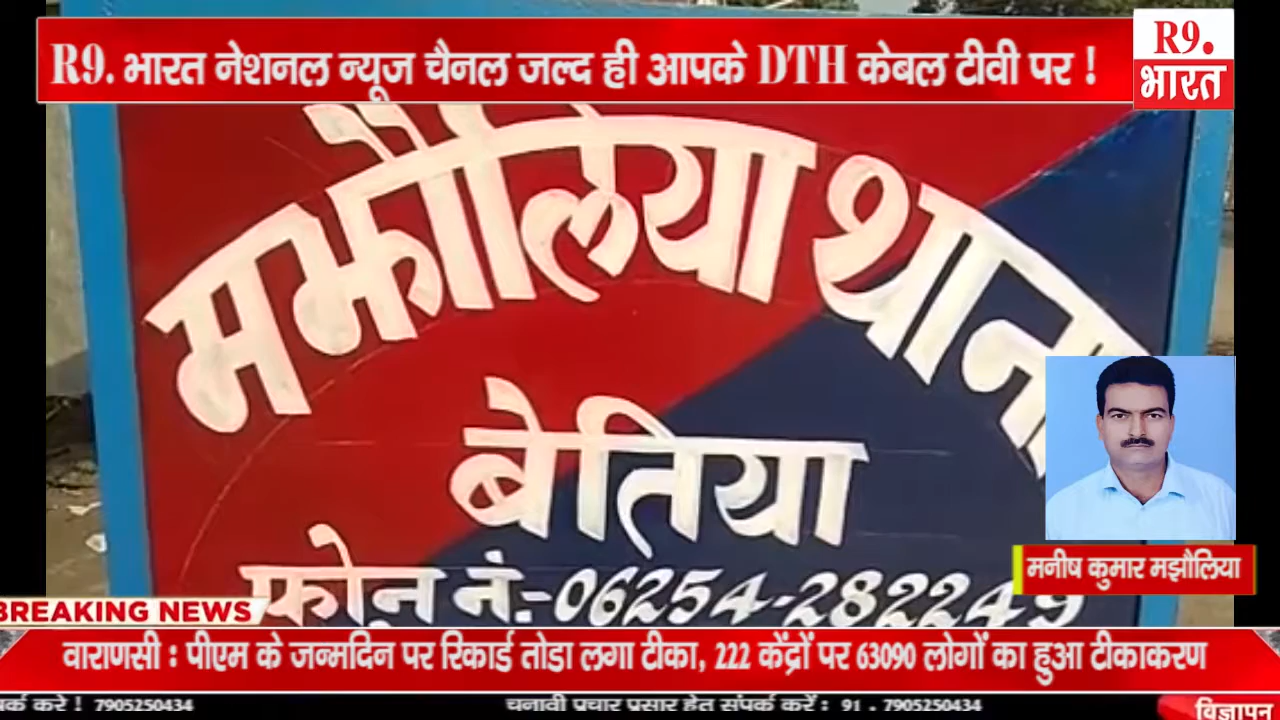 R9. भारत नेशनल न्यूज चैनल जल्द ही आपके DTH केबल टीवी पर !
R9.
भारत
मझौलिया थाना
बेतिया
फोन नं.-06254-282249
मनीष कुमार मझौलिया
BREAKING NEWS
वाराणसी : पीएम के जन्मदिन पर रिकार्ड तोडा लगा टीका, 222 केंद्रों पर 63090 लोगों का हुआ टीकाकरण
करे ! 7905250434
चुनावी प्रचार प्रसार हेतु संपर्क करें : 91 - 7905250434
विज्ञापन